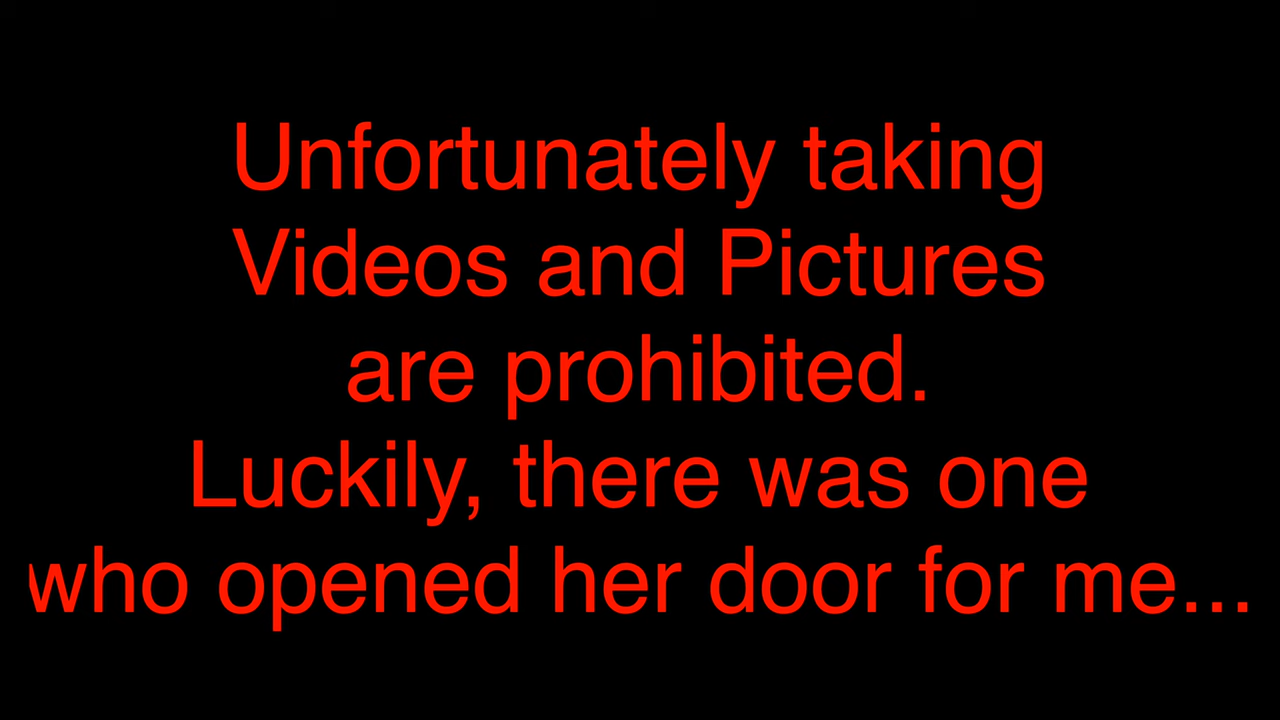 Unfortunately taking
Videos and Pictures
are prohibited.
Luckily, there was one
who opened her door for me...